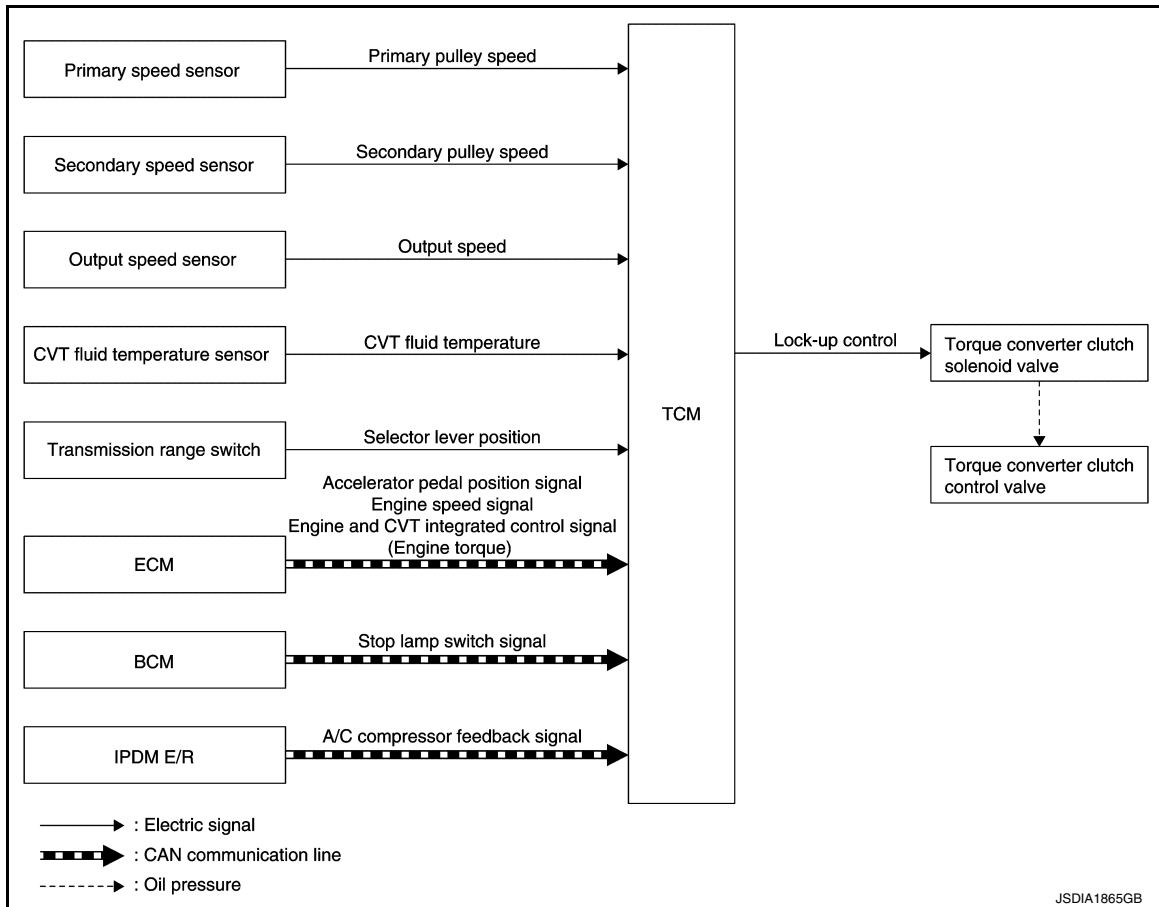 Primary speed sensor
Primary pulley speed
Secondary speed sensor
Secondary pulley speed
Output speed sensor
Output speed
CVT fluid temperature sensor
CVT fluid temperature
Transmission range switch
Selector lever position
Accelerator pedal position signal
Engine speed signal
Engine and CVT integrated control signal
(Engine torque)
ECM
BCM
Stop lamp switch signal
IPDM E/R
A/C compressor feedback signal
TCM
Lock-up control
Torque converter clutch
solenoid valve
Torque converter clutch
control valve
: Electric signal
: CAN communication line
: Oil pressure
JSDIA1865GB